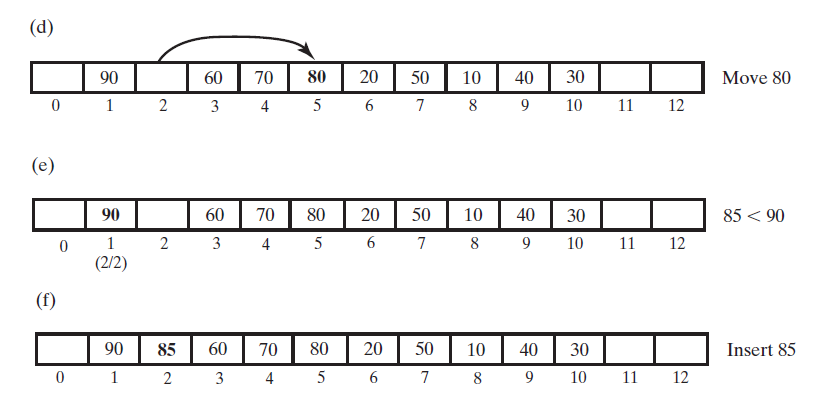 (d)
90 60 70 80 20 50 10 40 30 Move 80
0 1 2 3 4 5 6 7 8 9 10 11 12
(e)
90 60 70 80 20 50 10 40 30 85 < 90
0 1 2 3 4 5 6 7 8 9 10 11 12
(2/2)
(f)
90 85 60 70 80 20 50 10 40 30 Insert 85
0 1 2 3 4 5 6 7 8 9 10 11 12